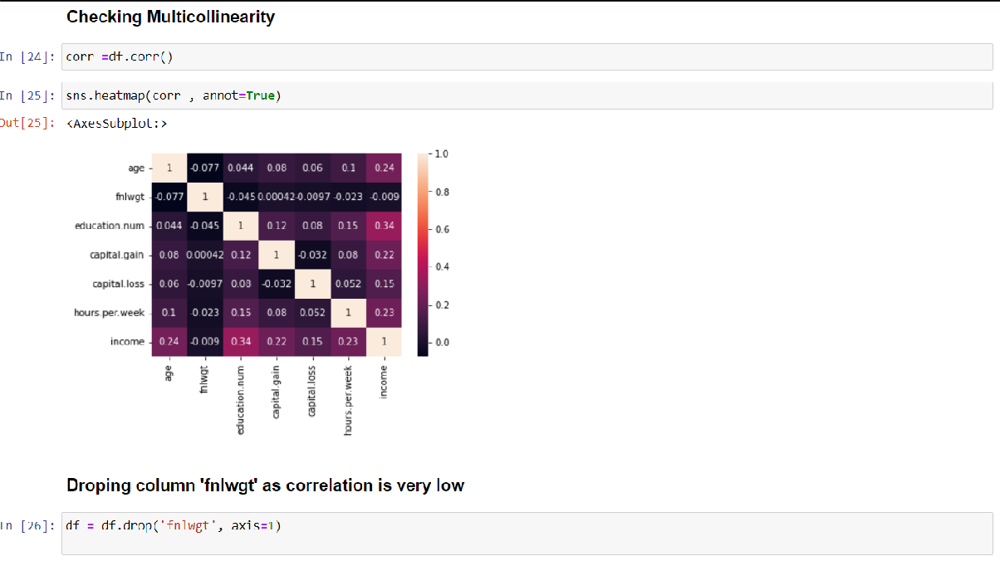 Checking Multicollinearity
In [24]: corr =df.corr()
In [25]: sns.heatmap(corr , annot=True)
Out[25]: <AxesSubplot:>
1.0
age 1 -0.077 0.044 0.08 0.06 0.1 0.24
0.8
fnlwgt -0.077 1 -0.045 0.00042 -0.0097 -0.023 -0.009
education.num 0.044 -0.045 1 0.12 0.08 0.15 0.34
0.6
capital.gain 0.08 0.00042 0.12 1 -0.032 0.08 0.22
0.4
capital.loss 0.06 -0.0097 0.08 -0.032 1 0.052 0.15
0.2
hours.per.week 0.1 -0.023 0.15 0.08 0.052 1 0.23
income 0.24 -0.009 0.34 0.22 0.15 0.23 1
0.0
age fnlwgt education.num capital.gain capital.loss hours.per.week income
Droping column 'fnlwgt' as correlation is very low
In [26]: df = df.drop('fnlwgt', axis=1)